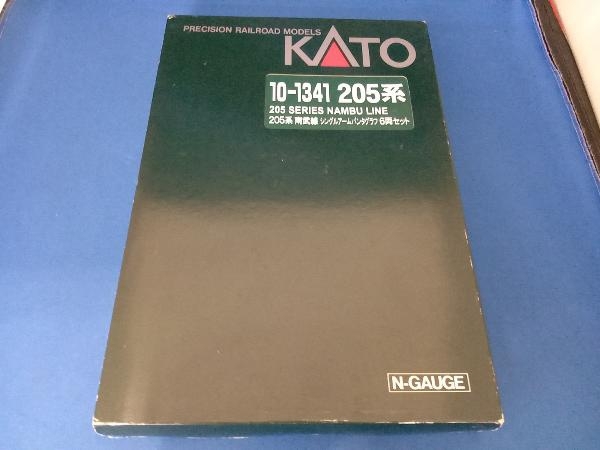 PRECISION RAILROAD MODELS
KATO
10-1341 205系
205 SERIES NAMBU LINE
205系 南武線 シングルアームパンタグラフ 6両セット
N-GAUGE